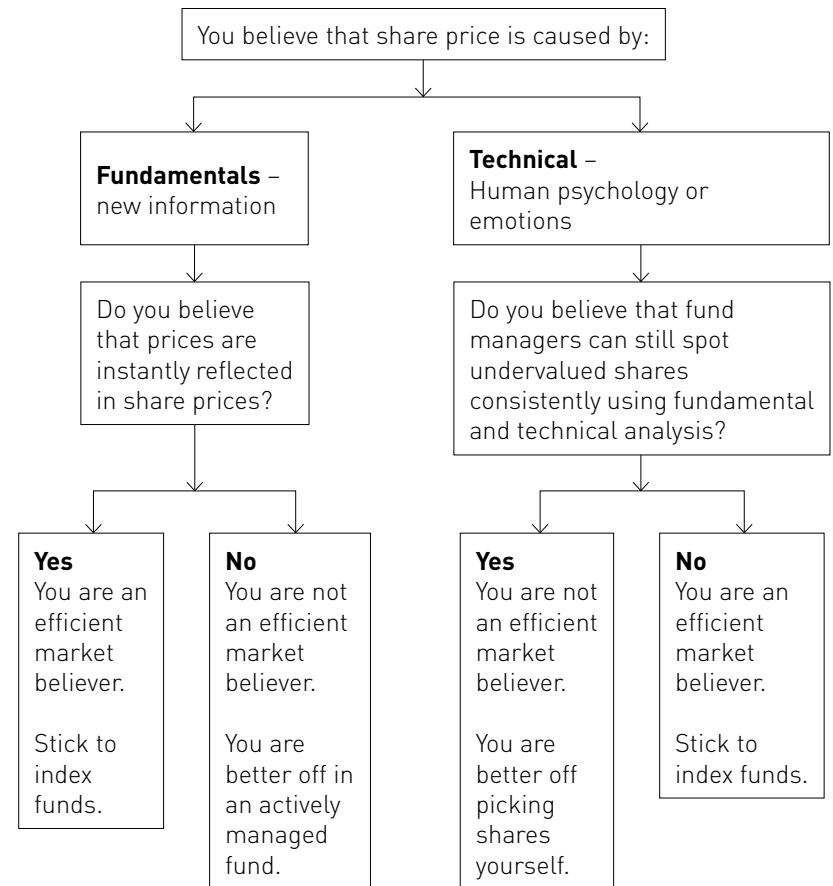 You believe that share price is caused by:
Fundamentals –
new information
Technical –
Human psychology or
emotions
Do you believe
that prices are
instantly reflected
in share prices?
Do you believe that fund
managers can still spot
undervalued shares
consistently using fundamental
and technical analysis?
Yes
You are an
efficient
market
believer.
Stick to
index
funds.
No
You are not
an efficient
market
believer.
You are
better off in
an actively
managed
fund.
Yes
You are not
an efficient
market
believer.
You are
better off
picking
shares
yourself.
No
You are an
efficient
market
believer.
Stick to
index funds.